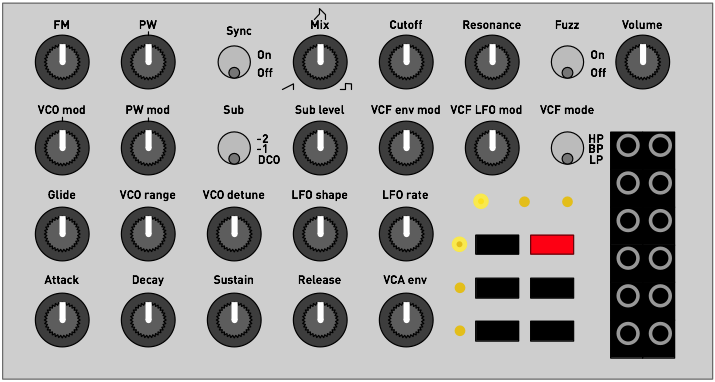 FM PW Sync Mix Cutoff Resonance Fuzz Volume
On On
Off Off
VCO mod PW mod Sub Sub level VCF env mod VCF LFO mod VCF mode
-2 HP
-1 BP
DCO LP
Glide VCO range VCO detune LFO shape LFO rate
Attack Decay Sustain Release VCA env